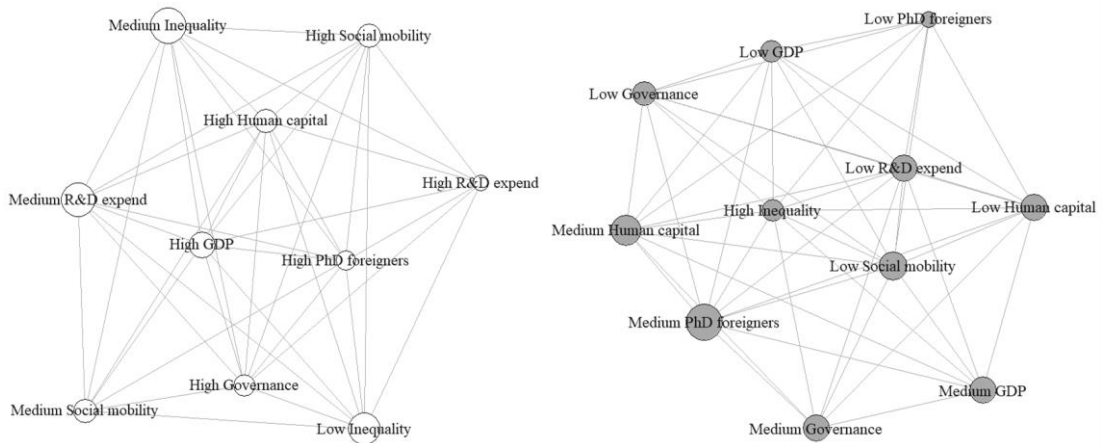 Medium Inequality
High Social mobility
High Human capital
High R&D expend
Medium R&D expend
High GDP
High PhD foreigners
High Governance
Medium Social mobility
Low Inequality
Low PhD foreigners
Low GDP
Low Governance
Low R&D expend
High Inequality
Low Human capital
Medium Human capital
Low Social mobility
Medium PhD foreigners
Medium GDP
Medium Governance